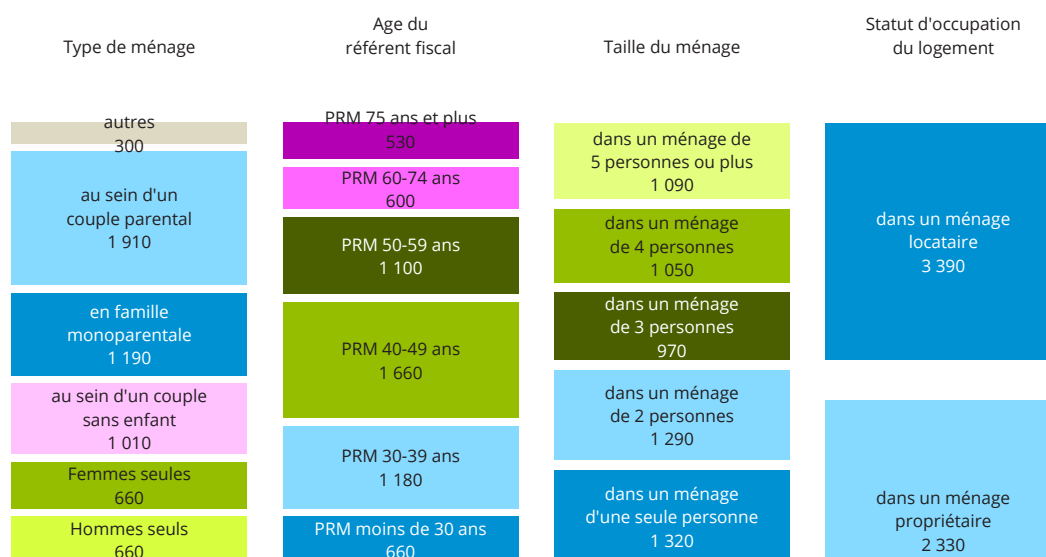 Type de ménage
Age du
référent fiscal
Taille du ménage
Statut d'occupation
du logement
autres
300
au sein d'un
couple parental
1 910
en famille
monoparentale
1 190
au sein d'un couple
sans enfant
1 010
Femmes seules
660
Hommes seuls
660
PRM 75 ans et plus
530
PRM 60-74 ans
600
PRM 50-59 ans
1 100
PRM 40-49 ans
1 660
PRM 30-39 ans
1 180
PRM moins de 30 ans
660
dans un ménage de
5 personnes ou plus
1 090
dans un ménage
de 4 personnes
1 050
dans un ménage
de 3 personnes
970
dans un ménage
de 2 personnes
1 290
dans un ménage
d'une seule personne
1 320
dans un ménage
locataire
3 390
dans un ménage
propriétaire
2 330